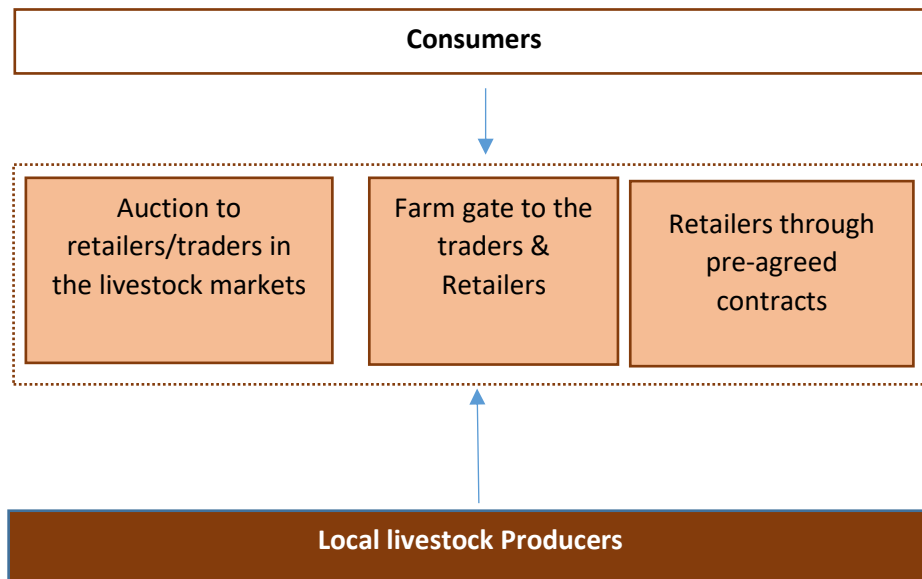 Consumers
Auction to
retailers/traders in
the livestock markets
Farm gate to the
traders &
Retailers
Retailers through
pre-agreed
contracts
Local livestock Producers